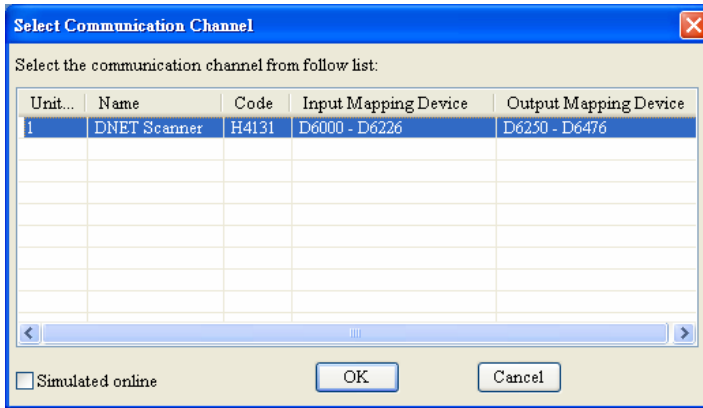 Select Communication Channel
Select the communication channel from follow list:
Unit... Name Code Input Mapping Device Output Mapping Device
1 DNET Scanner H4131 D6000 - D6226 D6250 - D6476
Simulated online OK Cancel